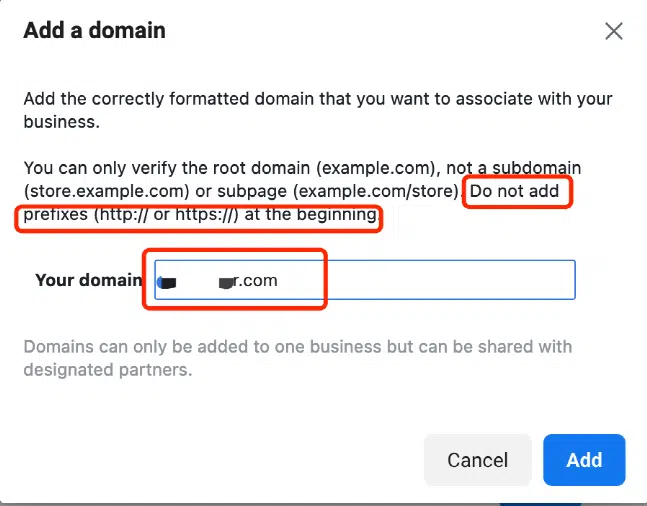 Add a domain
Add the correctly formatted domain that you want to associate with your
business.
You can only verify the root domain (example.com), not a subdomain
(store.example.com) or subpage (example.com/store). Do not add
prefixes (http:// or https://) at the beginning.
Your domain r.com
Domains can only be added to one business but can be shared with
designated partners.
Cancel Add